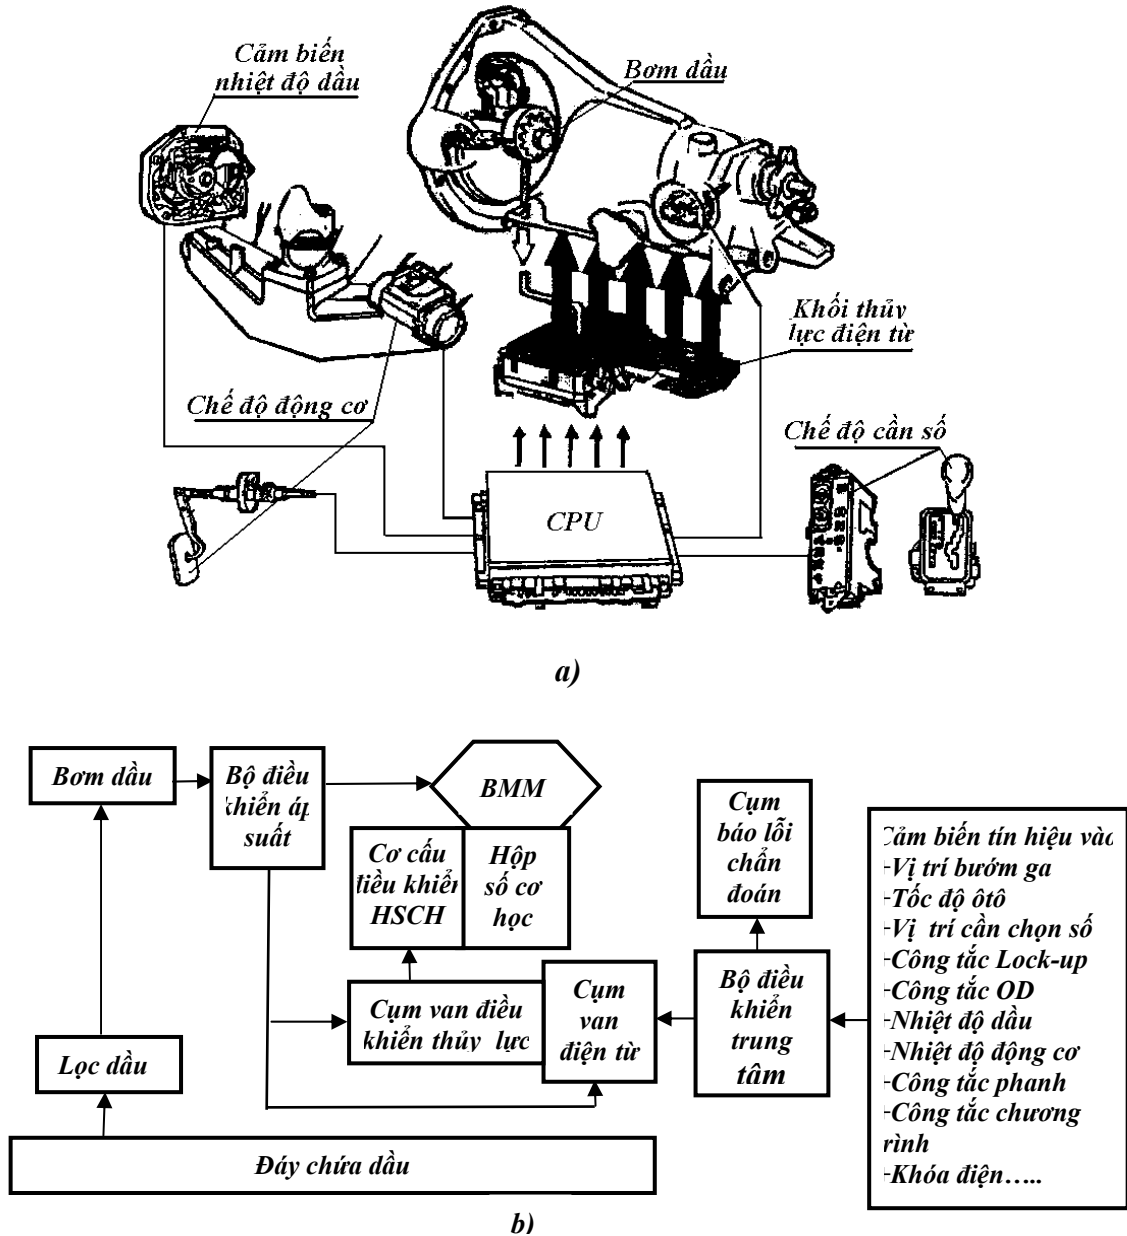 Cảm biến
nhiệt độ dầu
Bơm dầu
Khối thủy
lực điện từ
Chế độ động cơ
Chế độ cần số
CPU
a)
Bơm dầu
Bộ điều
khiển áp
suất
BMM
Cơ cấu
điều khiển
HSCH
Hộp
số cơ
học
Cụm
báo lỗi
chẩn
đoán
Cảm biến tín hiệu vào
+Vị trí bướm ga
+Tốc độ ôtô
+Vị trí cần chọn số
+Công tắc Lock-up
+Công tắc OD
+Nhiệt độ dầu
+Nhiệt độ động cơ
+Công tắc phanh
+Công tắc chương
trình
+Khóa điện.....
Lọc dầu
Cụm van điều
khiển thủy lực
Cụm
van
điện từ
Bộ điều
khiển
trung
tâm
Đáy chứa dầu
b)